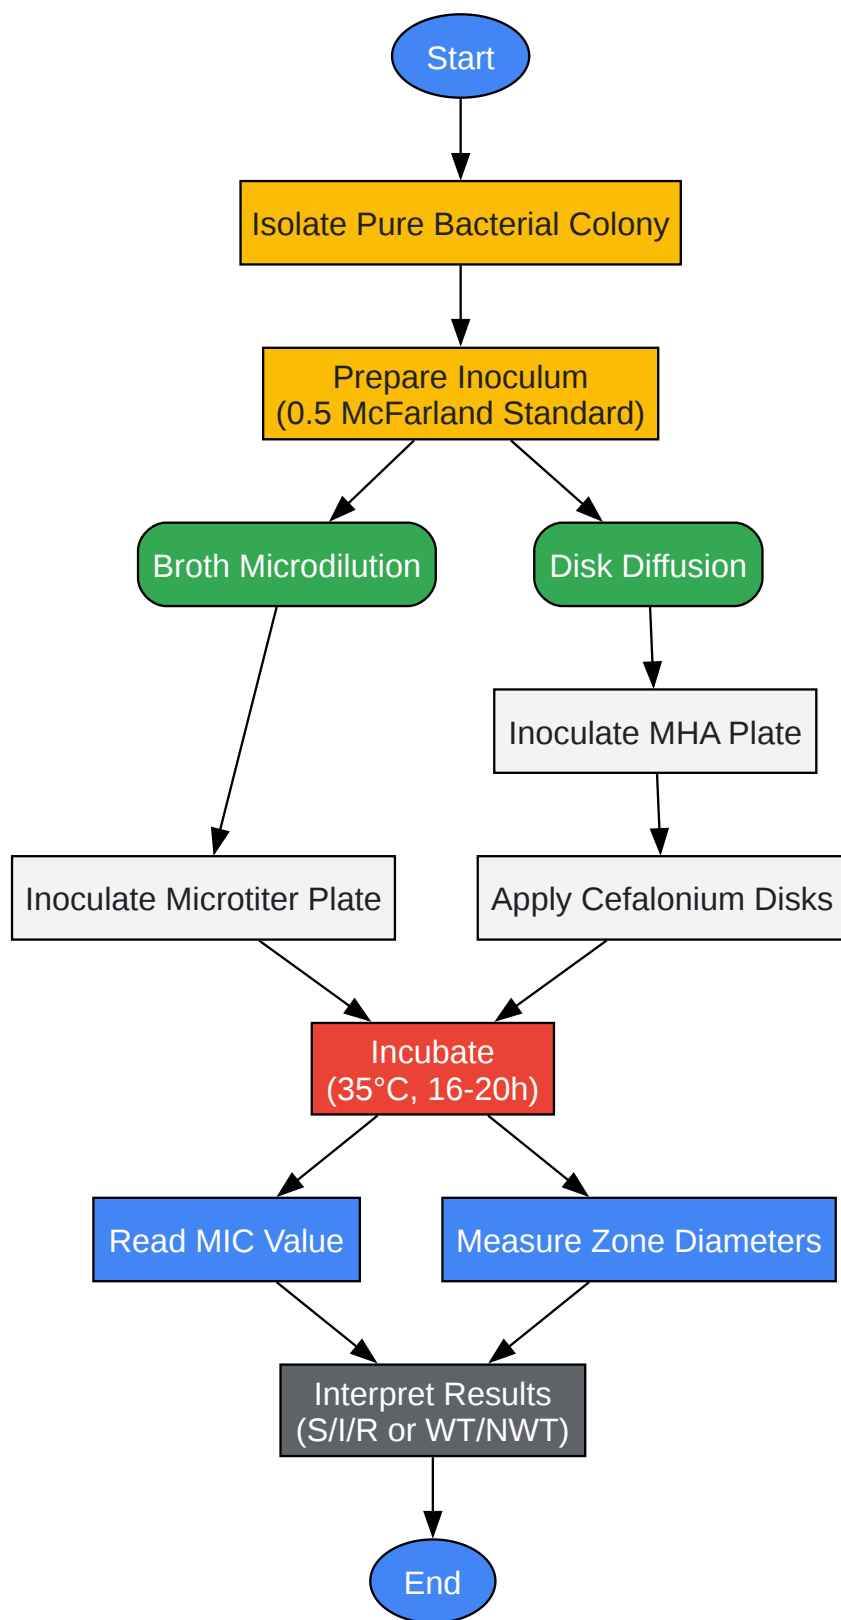 Start
Isolate Pure Bacterial Colony
Prepare Inoculum
(0.5 McFarland Standard)
Broth Microdilution
Disk Diffusion
Inoculate MHA Plate
Inoculate Microtiter Plate
Apply Cefalonium Disks
Incubate
(35°C, 16-20h)
Read MIC Value
Measure Zone Diameters
Interpret Results
(S/I/R or WT/NWT)
End